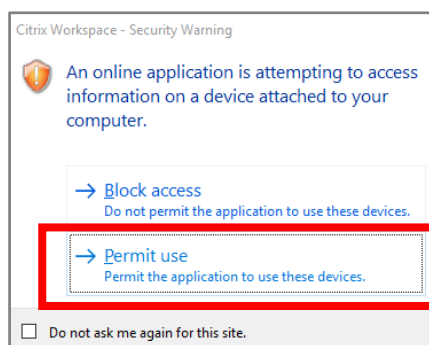 Citrix Workspace - Security Warning
An online application is attempting to access
information on a device attached to your
computer.
Block access
Do not permit the application to use these devices.
Permit use
Permit the application to use these devices.
Do not ask me again for this site.